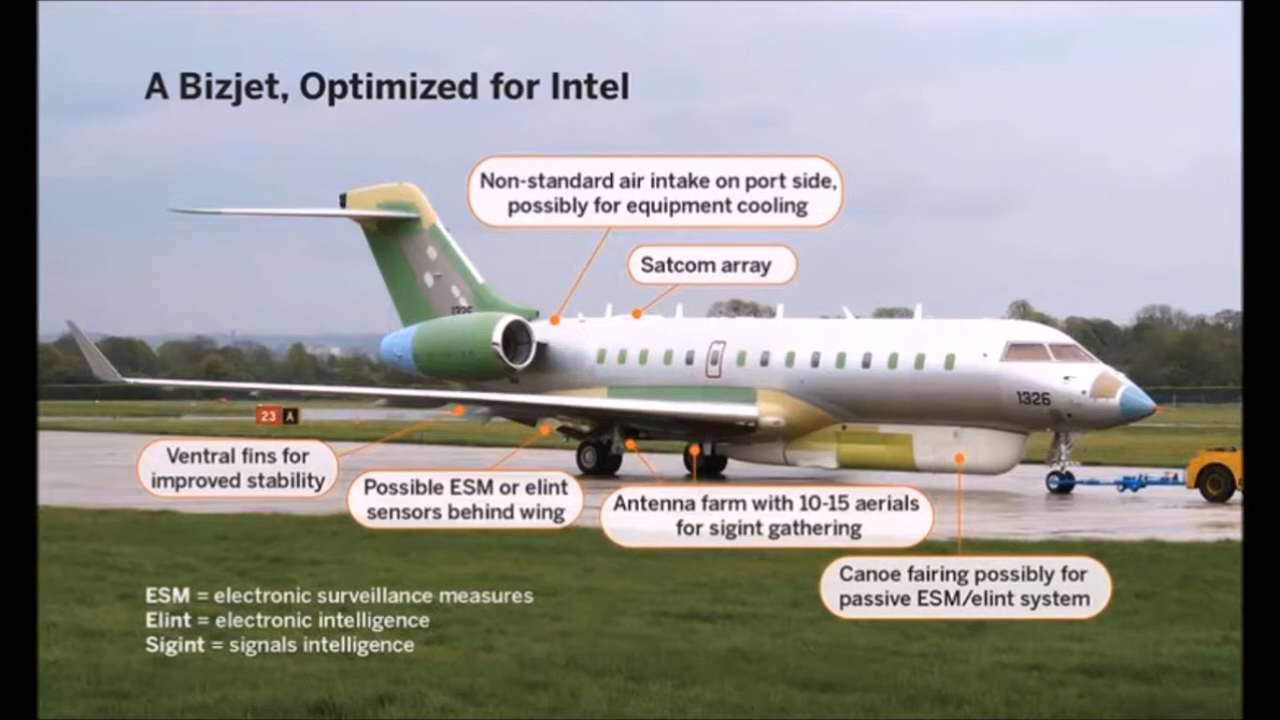 A Bizjet, Optimized for Intel
Non-standard air intake on port side,
possibly for equipment cooling
Satcom array
1326
23 A
Ventral fins for
improved stability
Possible ESM or elint
sensors behind wing
Antenna farm with 10-15 aerials
for sigint gathering
Canoe fairing possibly for
passive ESM/elint system
ESM = electronic surveillance measures
Elint = electronic intelligence
Sigint = signals intelligence